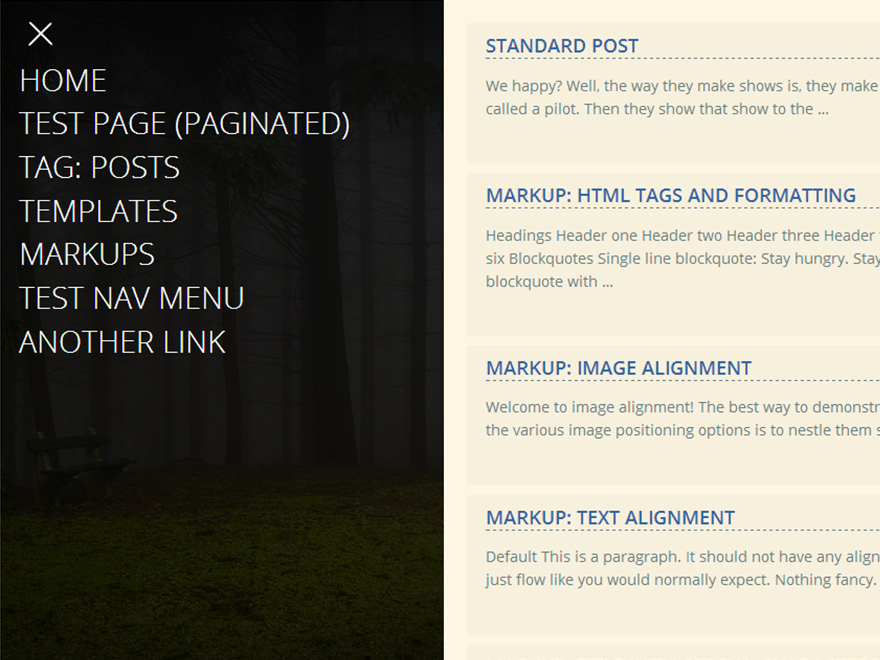 HOME
TEST PAGE (PAGINATED)
TAG: POSTS
TEMPLATES
MARKUPS
TEST NAV MENU
ANOTHER LINK
STANDARD POST
We happy? Well, the way they make shows is, they make
called a pilot. Then they show that show to the ...
MARKUP: HTML TAGS AND FORMATTING
Headings Header one Header two Header three Header
six Blockquotes Single line blockquote: Stay hungry. Stay
blockquote with ...
MARKUP: IMAGE ALIGNMENT
Welcome to image alignment! The best way to demonstr
the various image positioning options is to nestle them s
MARKUP: TEXT ALIGNMENT
Default This is a paragraph. It should not have any align
just flow like you would normally expect. Nothing fancy.